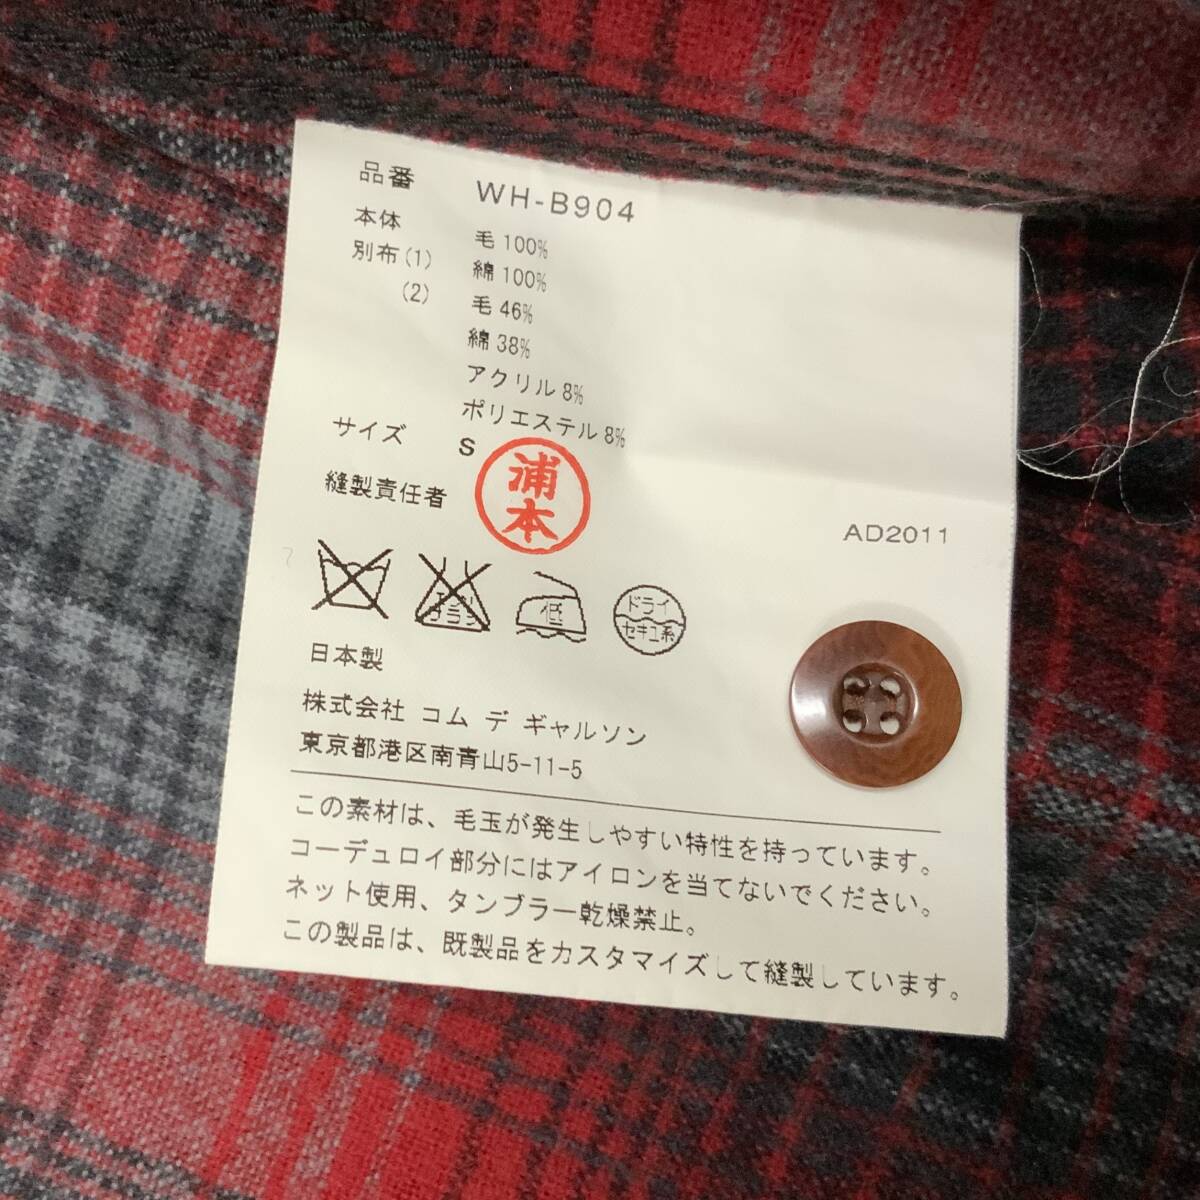 品番 WH-B904
本体 毛 100%
別布(1) 綿 100%
(2) 毛 46%
綿 38%
アクリル 8%
ポリエステル 8%
サイズ S
縫製責任者 浦本
AD2011
エンソ
サラシ
低
ドライ
セキユ系
日本製
株式会社 コム デ ギャルソン
東京都港区南青山5-11-5
この素材は、毛玉が発生しやすい特性を持っています。
コーデュロイ部分にはアイロンを当てないでください。
ネット使用、タンブラー乾燥禁止。
この製品は、既製品をカスタマイズして縫製しています。